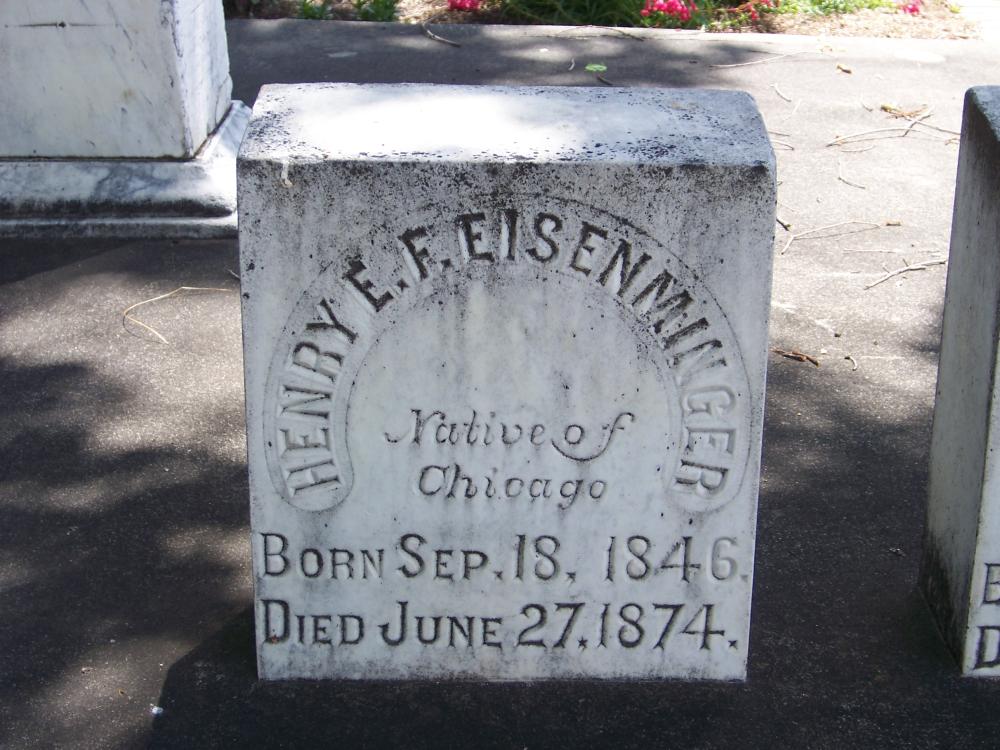 HENRY E. F. EISENMINGER
Native of
Chicago
BORN SEP. 18, 1846.
DIED JUNE 27, 1874.